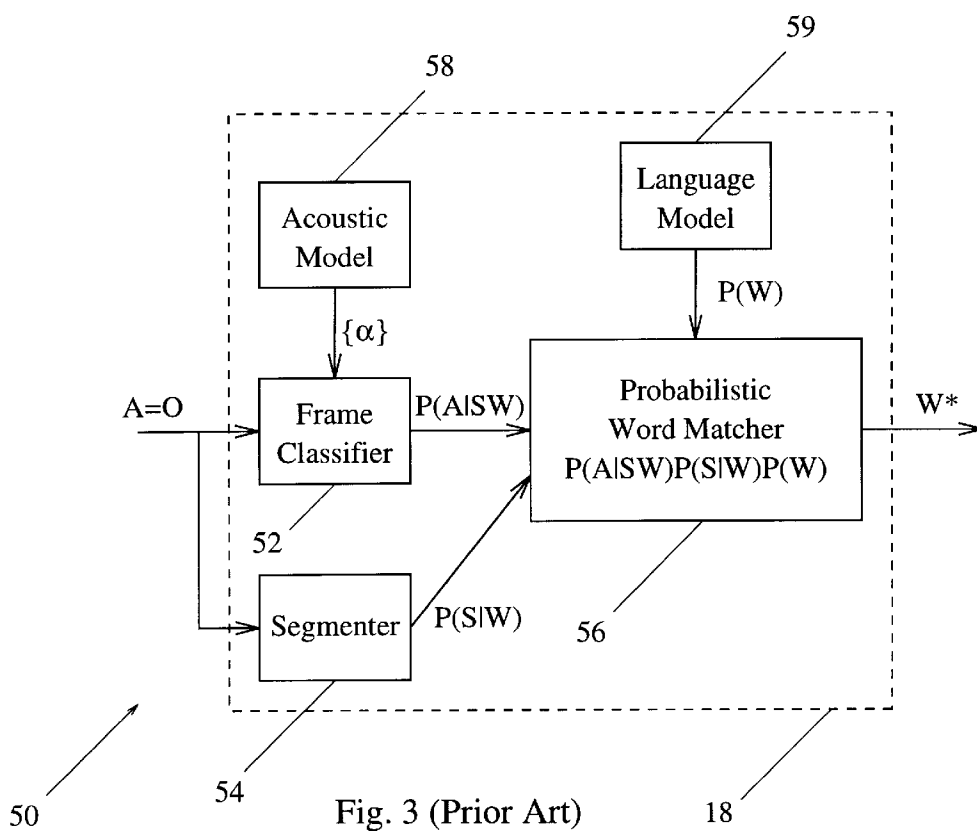 58
59
Acoustic
Model
Language
Model
{α}
P(W)
A=O
Frame
Classifier
P(A|SW)
Probabilistic
Word Matcher
P(A|SW)P(S|W)P(W)
W*
52
Segmenter
P(S|W)
56
54
50
18
Fig. 3 (Prior Art)